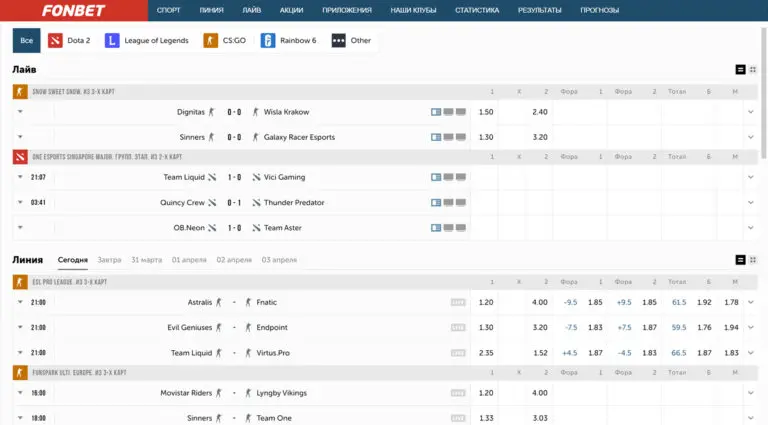 FONBET СПОРТ ЛИНИЯ ЛАЙВ АКЦИИ ПРИЛОЖЕНИЯ НАШИ КЛУБЫ СТАТИСТИКА РЕЗУЛЬТАТЫ ПРОГНОЗЫ
Все Dota 2 League of Legends CS:GO Rainbow 6 Other
Лайв
SNOW SWEET SNOW. ИЗ 3-Х КАРТ 1 X 2 Фора 1 Фора 2 Тотал Б М
Dignitas 0-0 Wisla Krakow 1.50 2.40
Sinners 0-0 Galaxy Racer Esports 1.30 3.20
ONE ESPORTS SINGAPORE MAJOR. ГРУПП. ЭТАП. ИЗ 2-Х КАРТ 1 X 2 Фора 1 Фора 2 Тотал Б М
21:07 Team Liquid 1-0 Vici Gaming
03:41 Quincy Crew 0-1 Thunder Predator
OB.Neon 1-0 Team Aster
Линия Сегодня Завтра 31 марта 01 апреля 02 апреля 03 апреля
ESL PRO LEAGUE. ИЗ 3-Х КАРТ 1 X 2 Фора 1 Фора 2 Тотал Б М
21:00 Astralis - Fnatic LIVE 1.20 4.00 -9.5 1.85 +9.5 1.85 61.5 1.92 1.78
21:00 Evil Geniuses - Endpoint LIVE 1.30 3.20 -7.5 1.83 +7.5 1.87 59.5 1.76 1.94
21:00 Team Liquid - Virtus.Pro LIVE 2.35 1.52 +4.5 1.87 -4.5 1.83 66.5 1.87 1.83
FUNSPARK ULTI. EUROPE. ИЗ 3-Х КАРТ 1 X 2 Фора 1 Фора 2 Тотал Б М
16:00 Movistar Riders - Lyngby Vikings LIVE 1.20 4.00
18:00 Sinners - Team One LIVE 1.33 3.03